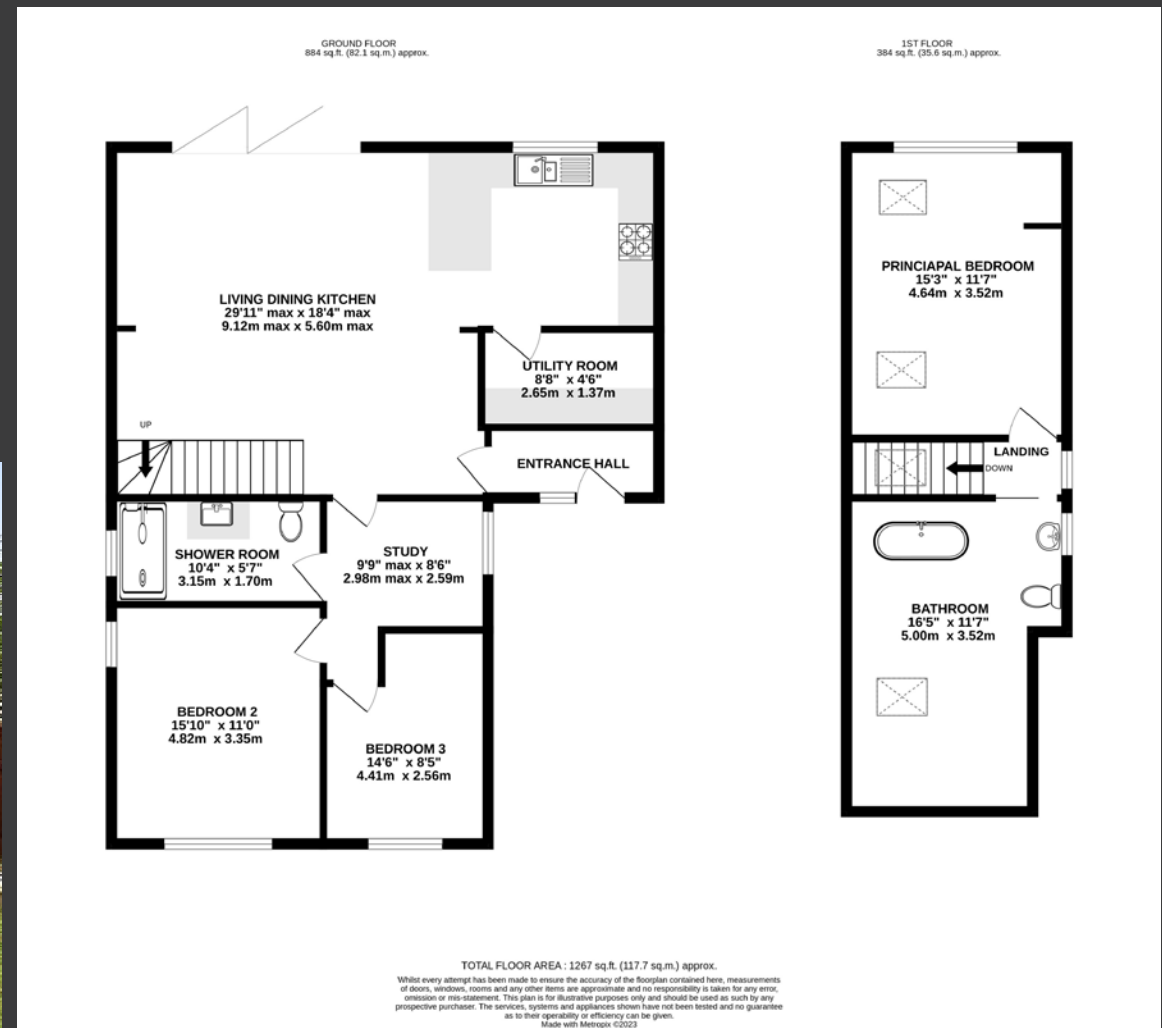 GROUND FLOOR
884 sq.ft. (82.1 sq.m.) approx.
1ST FLOOR
384 sq.ft. (35.6 sq.m.) approx.
LIVING DINING KITCHEN
29'11" max x 18'4" max
9.12m max x 5.60m max
UTILITY ROOM
8'8" x 4'6"
2.65m x 1.37m
UP
ENTRANCE HALL
SHOWER ROOM
10'4" x 5'7"
3.15m x 1.70m
STUDY
9'9" max x 8'6"
2.98m max x 2.59m
BEDROOM 2
15'10" x 11'0"
4.82m x 3.35m
BEDROOM 3
14'6" x 8'5"
4.41m x 2.56m
PRINCIAPAL BEDROOM
15'3" x 11'7"
4.64m x 3.52m
LANDING
DOWN
BATHROOM
16'5" x 11'7"
5.00m x 3.52m
TOTAL FLOOR AREA : 1267 sq.ft. (117.7 sq.m.) approx.
Whilst every attempt has been made to ensure the accuracy of the floorplan contained here, measurements
of doors, windows, rooms and any other items are approximate and no responsibility is taken for any error,
omission or mis-statement. This plan is for illustrative purposes only and should be used as such by any
prospective purchaser. The services, systems and appliances shown have not been tested and no guarantee
as to their operability or efficiency can be given.
Made with Metropix ©2023